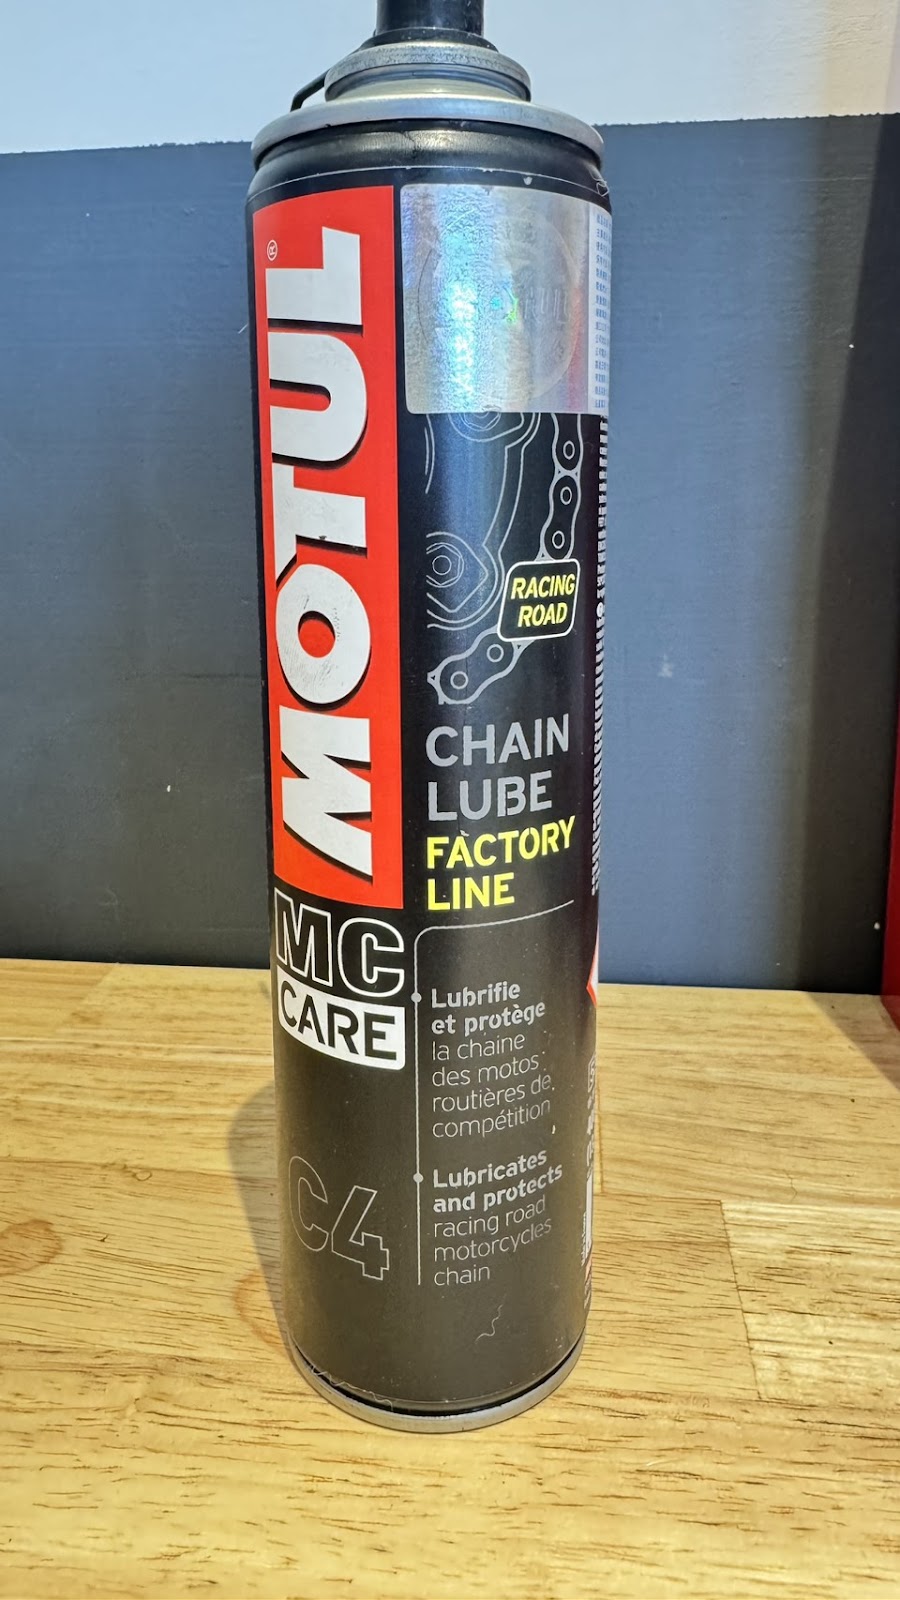 MOTUL®
RACING
ROAD
CHAIN
LUBE
FACTORY
LINE
MC
CARE
Lubrifie
et protège
la chaine
des motos
routières de
compétition
Lubricates
and protects
racing road
motorcycles
chain
C4